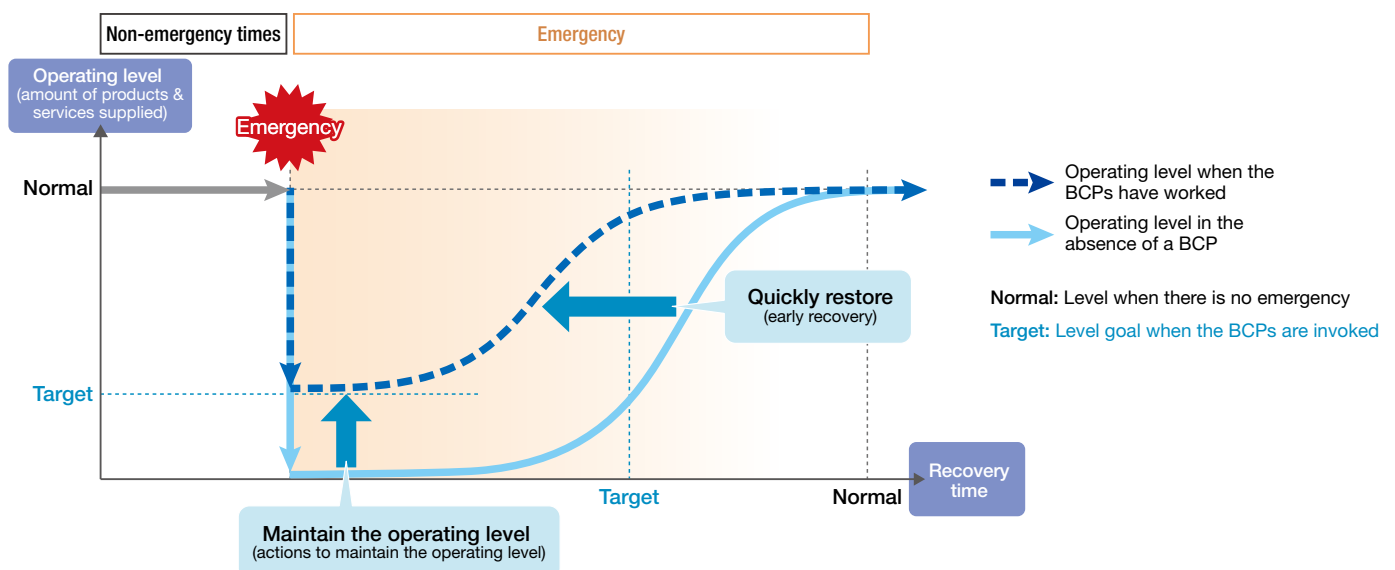 Non-emergency times
Emergency
Operating level
(amount of products &
services supplied)
Emergency
Normal
Operating level when the
BCPs have worked
Operating level in the
absence of a BCP
Quickly restore
(early recovery)
Normal: Level when there is no emergency
Target: Level goal when the BCPs are invoked
Target
Recovery
time
Target
Normal
Maintain the operating level
(actions to maintain the operating level)